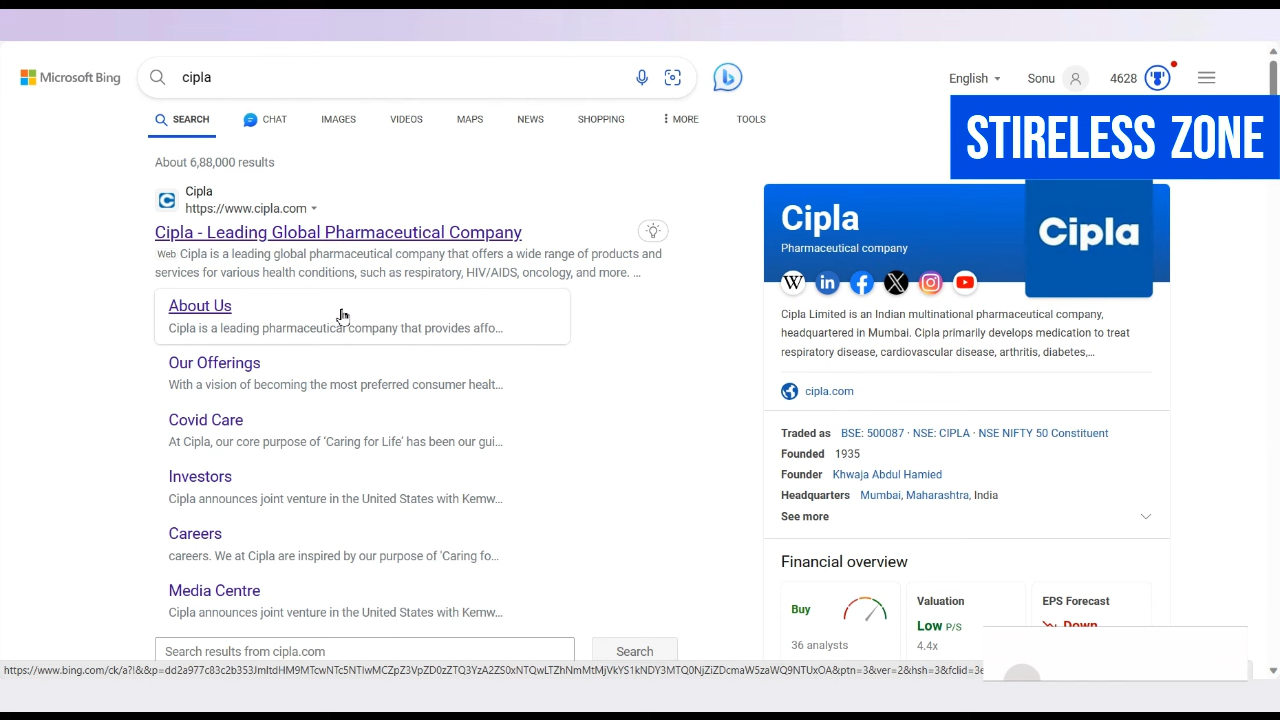 Microsoft Bing
cipla
English
Sonu
4628
SEARCH
CHAT
IMAGES
VIDEOS
MAPS
NEWS
SHOPPING
MORE
TOOLS
STIRELESS ZONE
About 6,88,000 results
Cipla
https://www.cipla.com
Cipla - Leading Global Pharmaceutical Company
Web Cipla is a leading global pharmaceutical company that offers a wide range of products and
services for various health conditions, such as respiratory, HIV/AIDS, oncology, and more. ...
About Us
Cipla is a leading pharmaceutical company that provides affo...
Our Offerings
With a vision of becoming the most preferred consumer healt...
Covid Care
At Cipla, our core purpose of 'Caring for Life' has been our gui...
Investors
Cipla announces joint venture in the United States with Kemw...
Careers
careers. We at Cipla are inspired by our purpose of 'Caring fo...
Media Centre
Cipla announces joint venture in the United States with Kemw...
Search results from cipla.com
Search
Cipla
Pharmaceutical company
Cipla
W
in
Cipla Limited is an Indian multinational pharmaceutical company,
headquartered in Mumbai. Cipla primarily develops medication to treat
respiratory disease, cardiovascular disease, arthritis, diabetes,...
cipla.com
Traded as BSE: 500087 · NSE: CIPLA · NSE NIFTY 50 Constituent
Founded 1935
Founder Khwaja Abdul Hamied
Headquarters Mumbai, Maharashtra, India
See more
Financial overview
Buy
36 analysts
Valuation
Low P/S
4.4x
EPS Forecast
Down